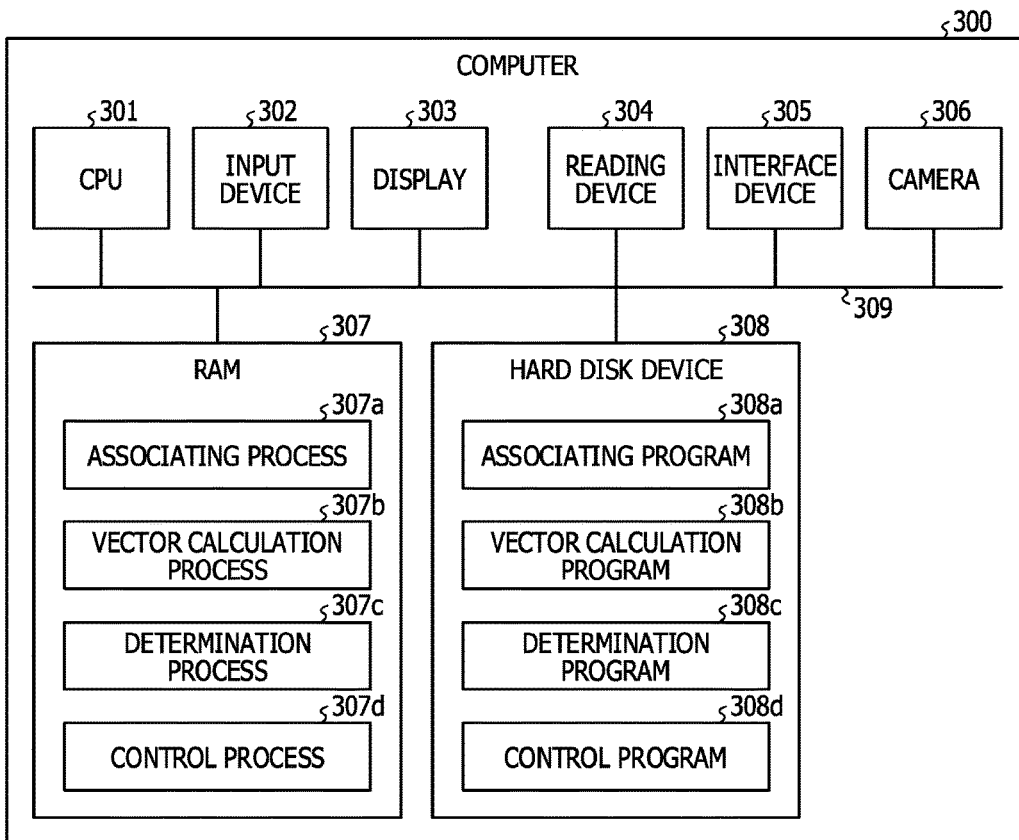 300
COMPUTER
301
302
303
304
305
306
CPU
INPUT
DEVICE
DISPLAY
READING
DEVICE
INTERFACE
DEVICE
CAMERA
309
307
308
RAM
HARD DISK DEVICE
307a
ASSOCIATING PROCESS
307b
VECTOR CALCULATION
PROCESS
307c
DETERMINATION
PROCESS
307d
CONTROL PROCESS
308a
ASSOCIATING PROGRAM
308b
VECTOR CALCULATION
PROGRAM
308c
DETERMINATION
PROGRAM
308d
CONTROL PROGRAM